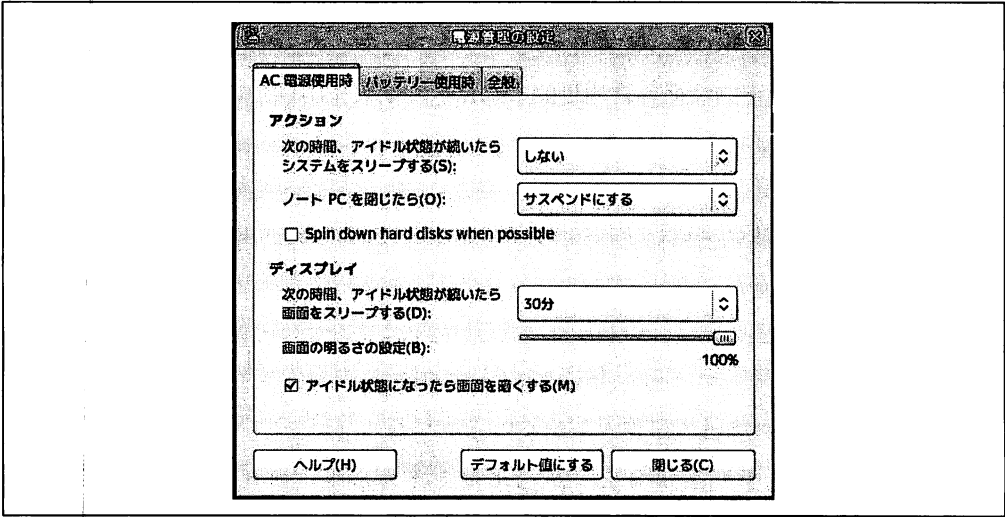 電源管理の設定
AC 電源使用時 バッテリー使用時 全般
アクション
次の時間、アイドル状態が続いたら
システムをスリープする(S):
しない
ノート PC を閉じたら(O):
サスペンドにする
Spin down hard disks when possible
ディスプレイ
次の時間、アイドル状態が続いたら
画面をスリープする(D):
30分
画面の明るさの設定(B):
100%
アイドル状態になったら画面を暗くする(M)
ヘルプ(H) デフォルト値にする 閉じる(C)